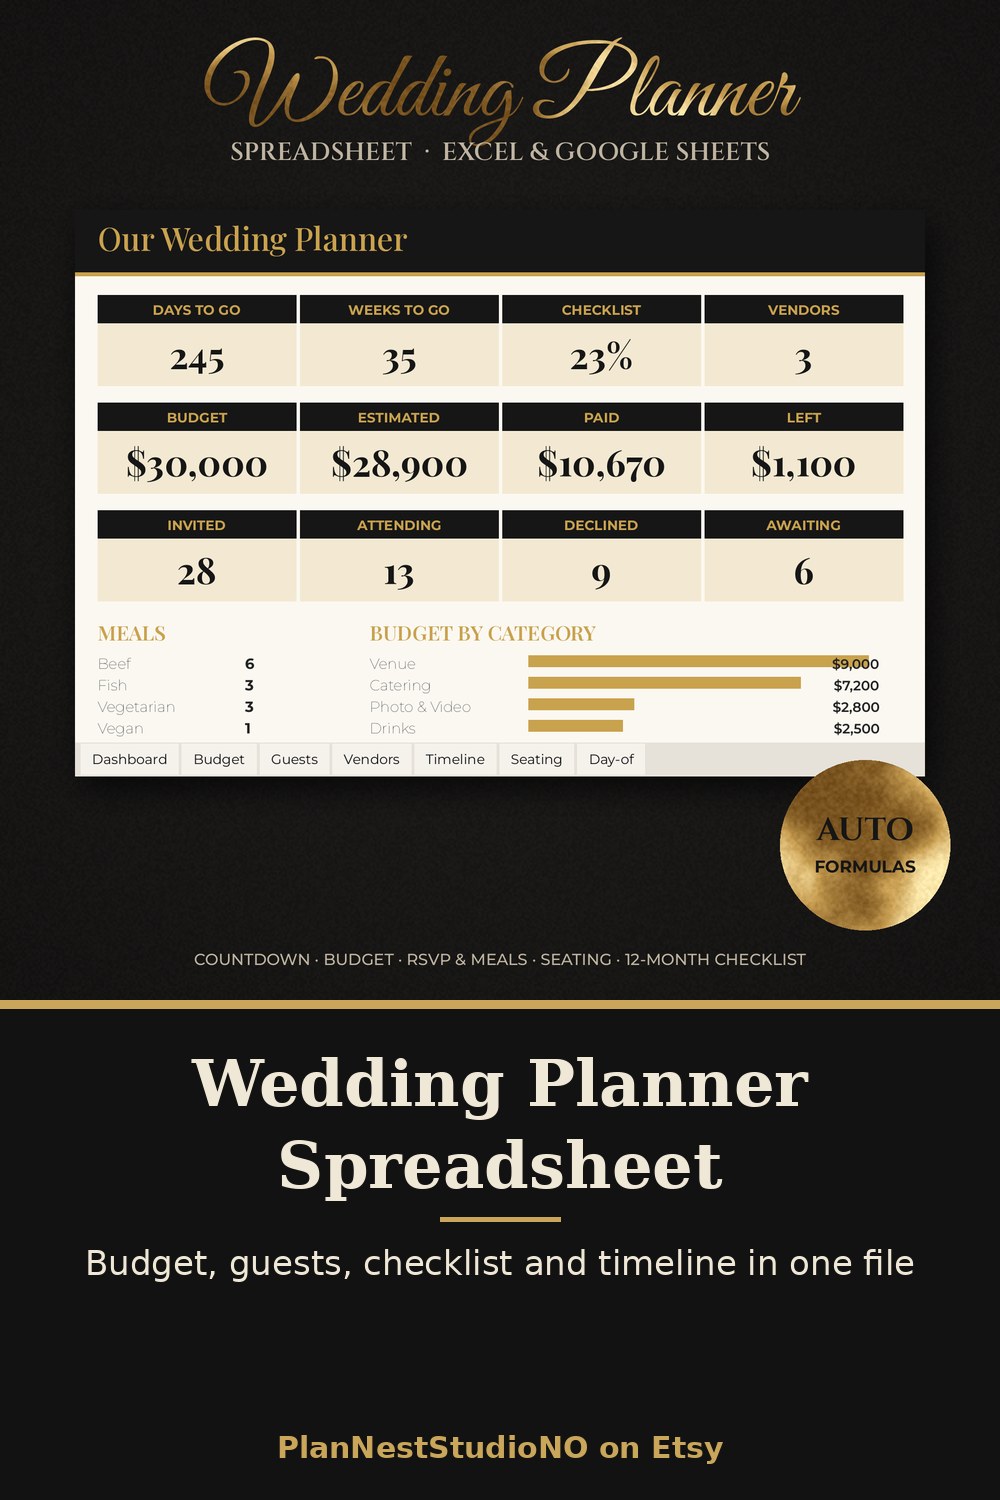 Wedding Planner
SPREADSHEET · EXCEL & GOOGLE SHEETS
Our Wedding Planner
DAYS TO GO WEEKS TO GO CHECKLIST VENDORS
245 35 23% 3
BUDGET ESTIMATED PAID LEFT
$30,000 $28,900 $10,670 $1,100
INVITED ATTENDING DECLINED AWAITING
28 13 9 6
MEALS BUDGET BY CATEGORY
Beef 6 Venue $9,000
Fish 3 Catering $7,200
Vegetarian 3 Photo & Video $2,800
Vegan 1 Drinks $2,500
Dashboard Budget Guests Vendors Timeline Seating Day-of
AUTO
FORMULAS
COUNTDOWN · BUDGET · RSVP & MEALS · SEATING · 12-MONTH CHECKLIST
Wedding Planner
Spreadsheet
Budget, guests, checklist and timeline in one file
PlanNestStudioNO on Etsy